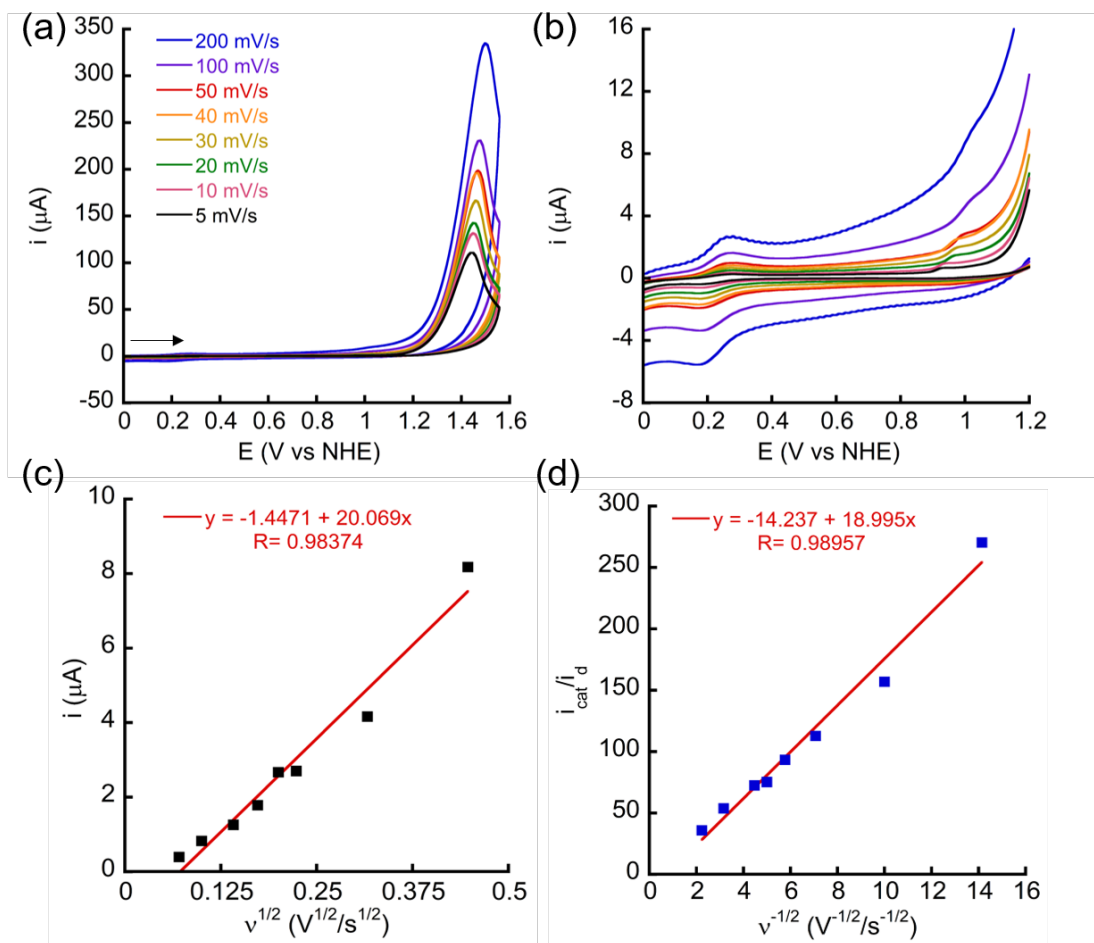 (a)
350
300
250
200
150
100
50
0
-50
i (μA)
200 mV/s
100 mV/s
50 mV/s
40 mV/s
30 mV/s
20 mV/s
10 mV/s
5 mV/s
0 0.2 0.4 0.6 0.8 1 1.2 1.4 1.6
E (V vs NHE)
(b)
16
12
8
4
0
-4
-8
i (μA)
0 0.2 0.4 0.6 0.8 1 1.2
E (V vs NHE)
(c)
10
8
6
4
2
0
i (μA)
y = -1.4471 + 20.069x
R= 0.98374
0 0.125 0.25 0.375 0.5
ν^1/2 (V^1/2/s^1/2)
(d)
300
250
200
150
100
50
0
i_cat/i_d
y = -14.237 + 18.995x
R= 0.98957
0 2 4 6 8 10 12 14 16
ν^-1/2 (V^-1/2/s^-1/2)